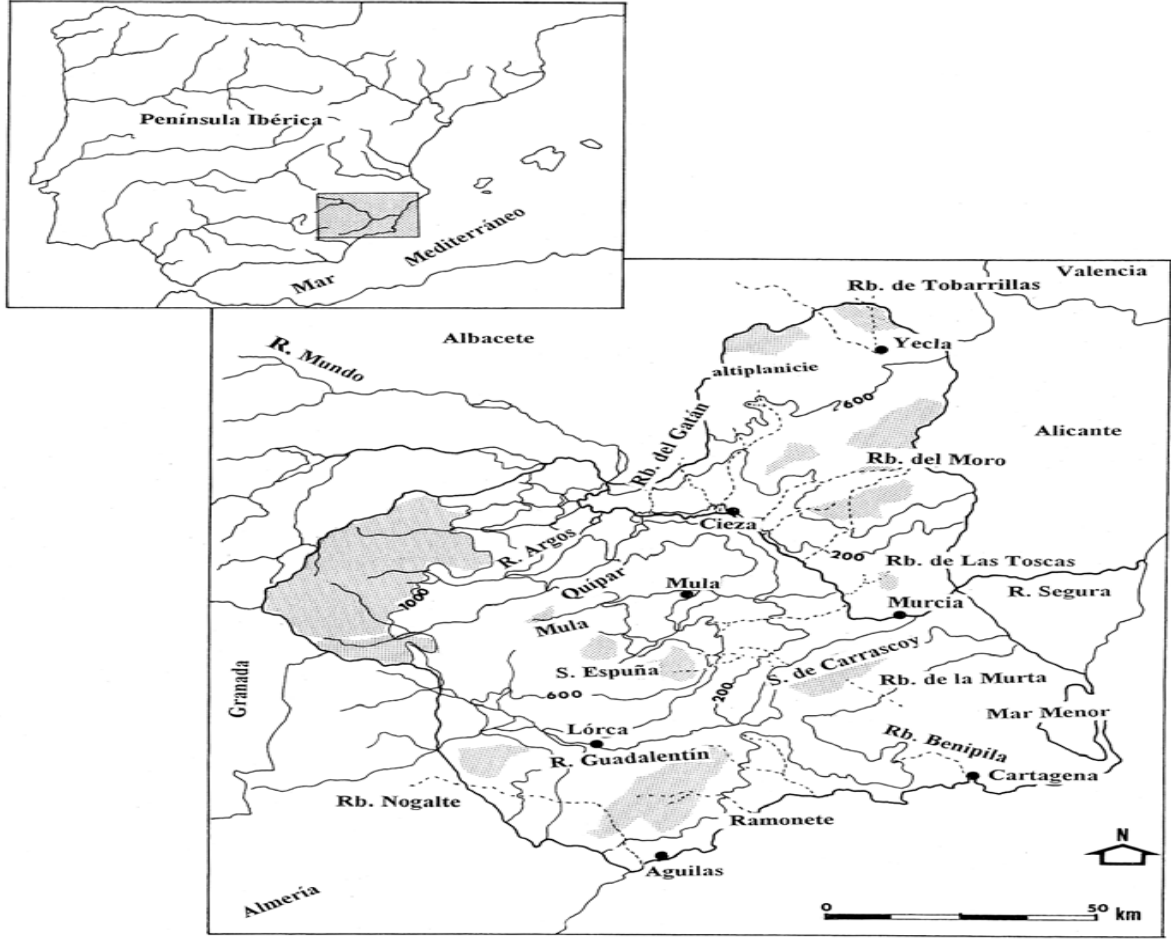 Península Ibérica
Mar Mediterráneo
Valencia
Rb. de Tobarrillas
Albacete
Yecla
R. Mundo
altiplanicie
600
Rb. del Gatán
Alicante
Rb. del Moro
Cieza
R. Argos
200
Rb. de Las Toscas
Quipar
1000
Mula
R. Segura
Murcia
Mula
S. Espuña
S. de Carrascoy
Granada
600
200
Rb. de la Murta
Mar Menor
Lórca
Rb. Benipila
R. Guadalentín
Cartagena
Rb. Nogalte
Ramonete
N
Aguilas
Almería
0 50 km